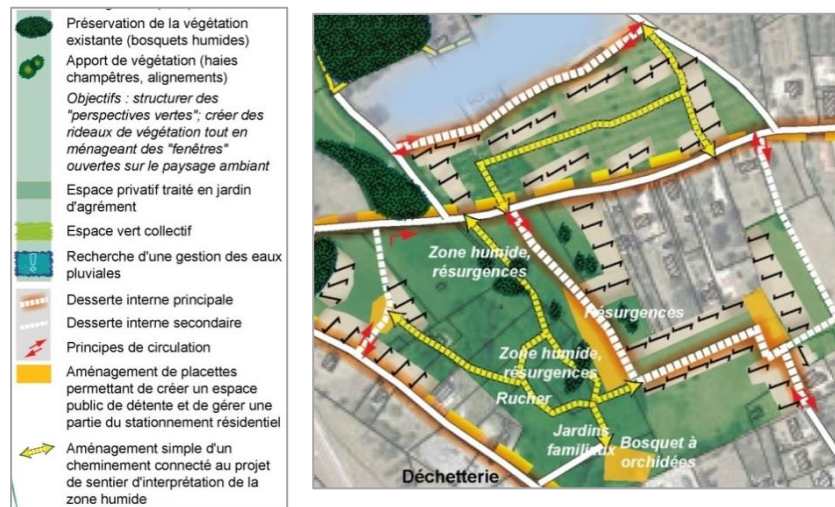 Préservation de la végétation
existante (bosquets humides)
Apport de végétation (haies
champêtres, alignements)
Objectifs : structurer des
"perspectives vertes"; créer des
rideaux de végétation tout en
ménageant des "fenêtres"
ouvertes sur le paysage ambiant
Espace privatif traité en jardin
d'agrément
Espace vert collectif
Recherche d'une gestion des eaux
pluviales
Desserte interne principale
Desserte interne secondaire
Principes de circulation
Aménagement de placettes
permettant de créer un espace
public de détente et de gérer une
partie du stationnement résidentiel
Aménagement simple d'un
cheminement connecté au projet
de sentier d'interprétation de la
zone humide
Zone humide,
résurgences
Résurgences
Zone humide,
résurgences
Rucher
Jardins
familiaux
Bosquet à
orchidées
Déchetterie